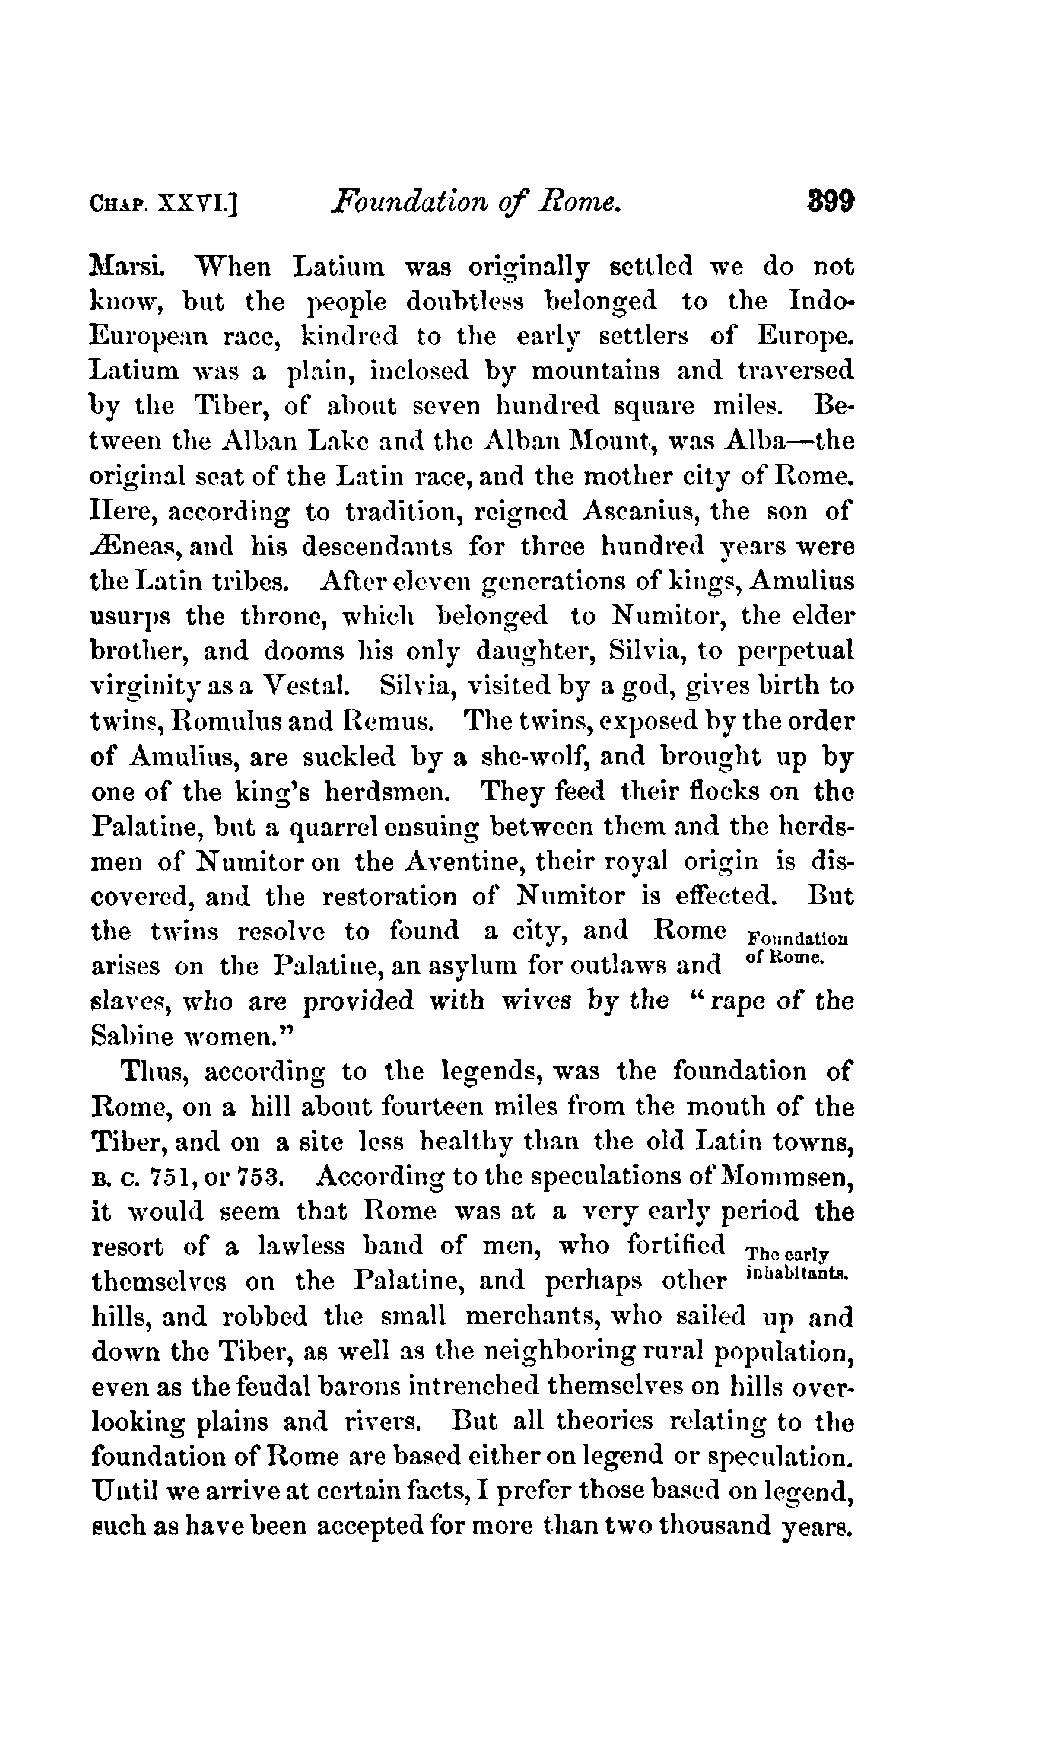 CHAP. XXVI.] Foundation of Rome. 399
Marsi. When Latium was originally settled we do not
know, but the people doubtless belonged to the Indo-
European race, kindred to the early settlers of Europe.
Latium was a plain, inclosed by mountains and traversed
by the Tiber, of about seven hundred square miles. Be-
tween the Alban Lake and the Alban Mount, was Alba—the
original seat of the Latin race, and the mother city of Rome.
Here, according to tradition, reigned Ascanius, the son of
Æneas, and his descendants for three hundred years were
the Latin tribes. After eleven generations of kings, Amulius
usurps the throne, which belonged to Numitor, the elder
brother, and dooms his only daughter, Silvia, to perpetual
virginity as a Vestal. Silvia, visited by a god, gives birth to
twins, Romulus and Remus. The twins, exposed by the order
of Amulius, are suckled by a she-wolf, and brought up by
one of the king's herdsmen. They feed their flocks on the
Palatine, but a quarrel ensuing between them and the herds-
men of Numitor on the Aventine, their royal origin is dis-
covered, and the restoration of Numitor is effected. But
the twins resolve to found a city, and Rome Foundation
arises on the Palatine, an asylum for outlaws and of Rome.
slaves, who are provided with wives by the "rape of the
Sabine women."
Thus, according to the legends, was the foundation of
Rome, on a hill about fourteen miles from the mouth of the
Tiber, and on a site less healthy than the old Latin towns,
B. C. 751, or 753. According to the speculations of Mommsen,
it would seem that Rome was at a very early period the
resort of a lawless band of men, who fortified The early
themselves on the Palatine, and perhaps other inhabitants.
hills, and robbed the small merchants, who sailed up and
down the Tiber, as well as the neighboring rural population,
even as the feudal barons intrenched themselves on hills over-
looking plains and rivers. But all theories relating to the
foundation of Rome are based either on legend or speculation.
Until we arrive at certain facts, I prefer those based on legend,
such as have been accepted for more than two thousand years.